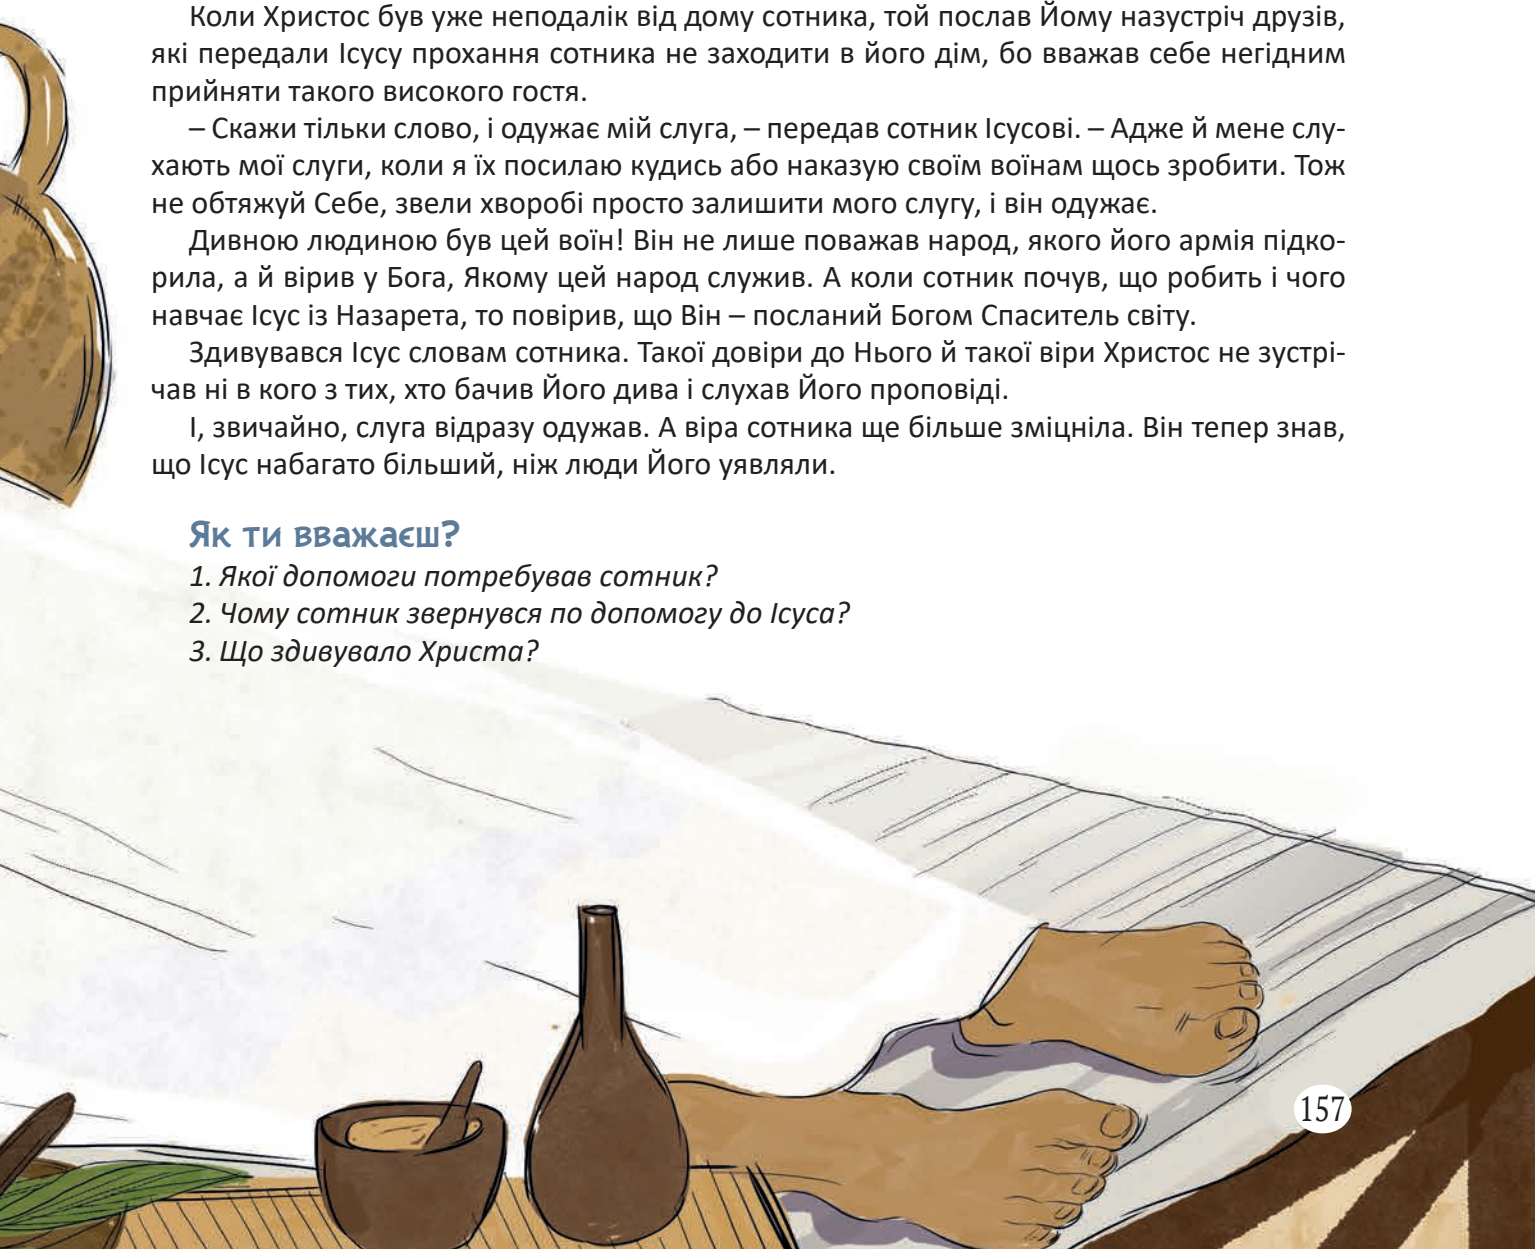 Коли Христос був уже неподалік від дому сотника, той послав Йому назустріч друзів,
які передали Ісусу прохання сотника не заходити в його дім, бо вважав себе негідним
прийняти такого високого гостя.
– Скажи тільки слово, і одужає мій слуга, – передав сотник Ісусові. – Адже й мене слу-
хають мої слуги, коли я їх посилаю кудись або наказую своїм воїнам щось зробити. Тож
не обтяжуй Себе, звели хворобі просто залишити мого слугу, і він одужає.
Дивною людиною був цей воїн! Він не лише поважав народ, якого його армія підко-
рила, а й вірив у Бога, Якому цей народ служив. А коли сотник почув, що робить і чого
навчає Ісус із Назарета, то повірив, що Він – посланий Богом Спаситель світу.
Здивувався Ісус словам сотника. Такої довіри до Нього й такої віри Христос не зустрі-
чав ні в кого з тих, хто бачив Його дива і слухав Його проповіді.
І, звичайно, слуга відразу одужав. А віра сотника ще більше зміцніла. Він тепер знав,
що Ісус набагато більший, ніж люди Його уявляли.
Як ти вважаєш?
1. Якої допомоги потребував сотник?
2. Чому сотник звернувся по допомогу до Ісуса?
3. Що здивувало Христа?
157